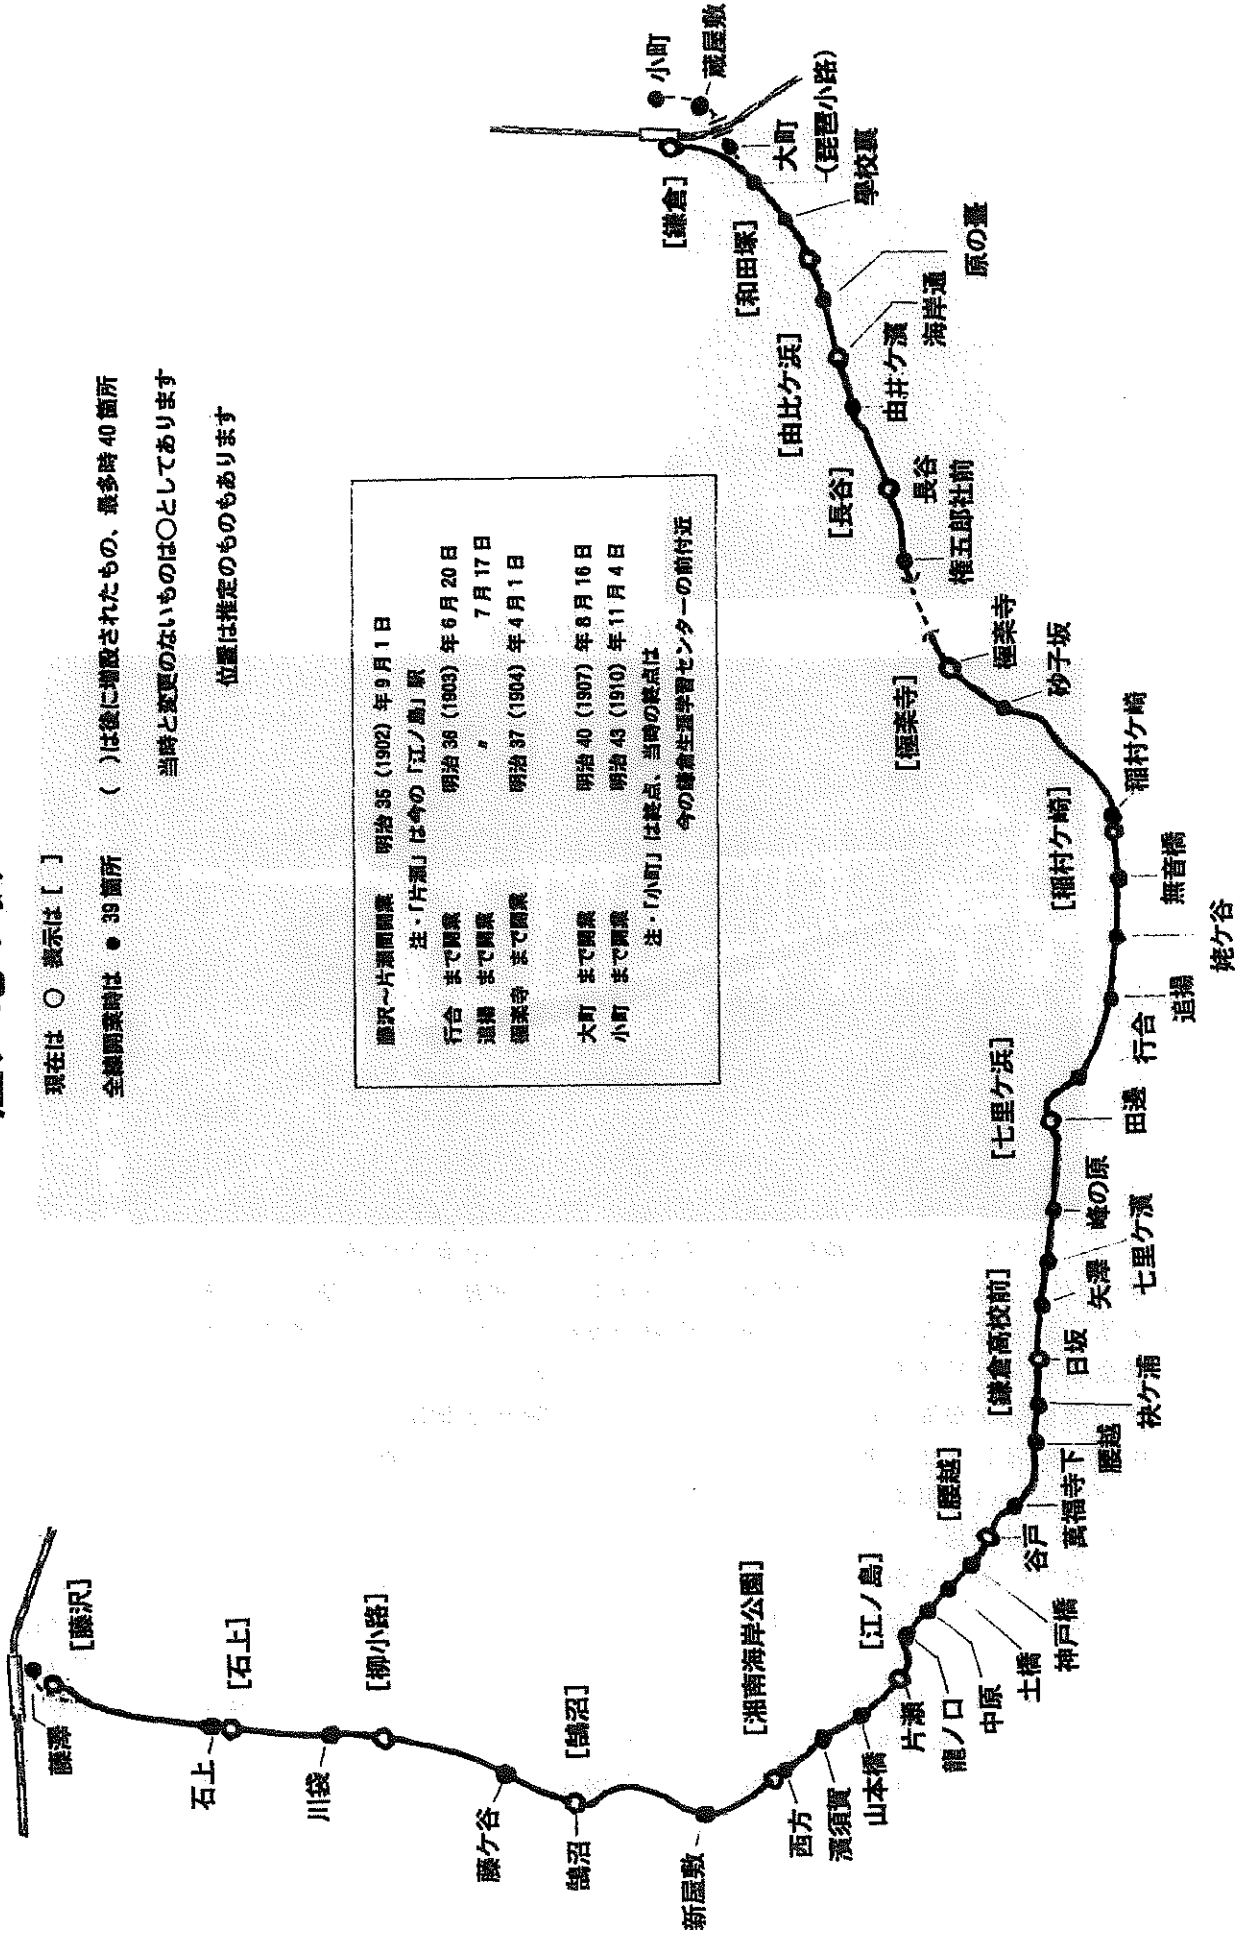 現在は ○ 表示は [ ]
全線開業時は ● 39箇所 ( )は後に増設されたもの、最多時40箇所
当時と変更のないものは○としてあります
位置は推定のものもあります
藤沢~片瀬間開業 明治35(1902)年9月1日
注・「片瀬」は今の「江ノ島」駅
行合 まで開業 明治36(1903)年6月20日
追揚 まで開業 〃 7月17日
極楽寺 まで開業 明治37(1904)年4月1日
大町 まで開業 明治40(1907)年8月16日
小町 まで開業 明治43(1910)年11月4日
注・「小町」は終点、当時の終点は
今の鎌倉生涯学習センターの前付近
[藤沢]
藤澤
[石上]
石上
川袋
[柳小路]
藤ケ谷
[鵠沼]
鵠沼
新屋敷
[湘南海岸公園]
西方
濱須賀
山本橋
[江ノ島]
片瀬
龍ノ口
中原
土橋
神戸橋
[腰越]
谷戸
萬福寺下
腰越
袂ケ浦
[鎌倉高校前]
日坂
矢澤
七里ケ濱
峰の原
[七里ケ浜]
田邊
行合
追揚
姥ケ谷
無音橋
[稲村ケ崎]
稲村ケ崎
砂子坂
[極楽寺]
極楽寺
権五郎社前
[長谷]
長谷
由井ケ濱
[由比ケ浜]
海岸通
原の臺
[和田塚]
學校裏
(琵琶小路)
大町
[鎌倉]
蔵屋敷
小町